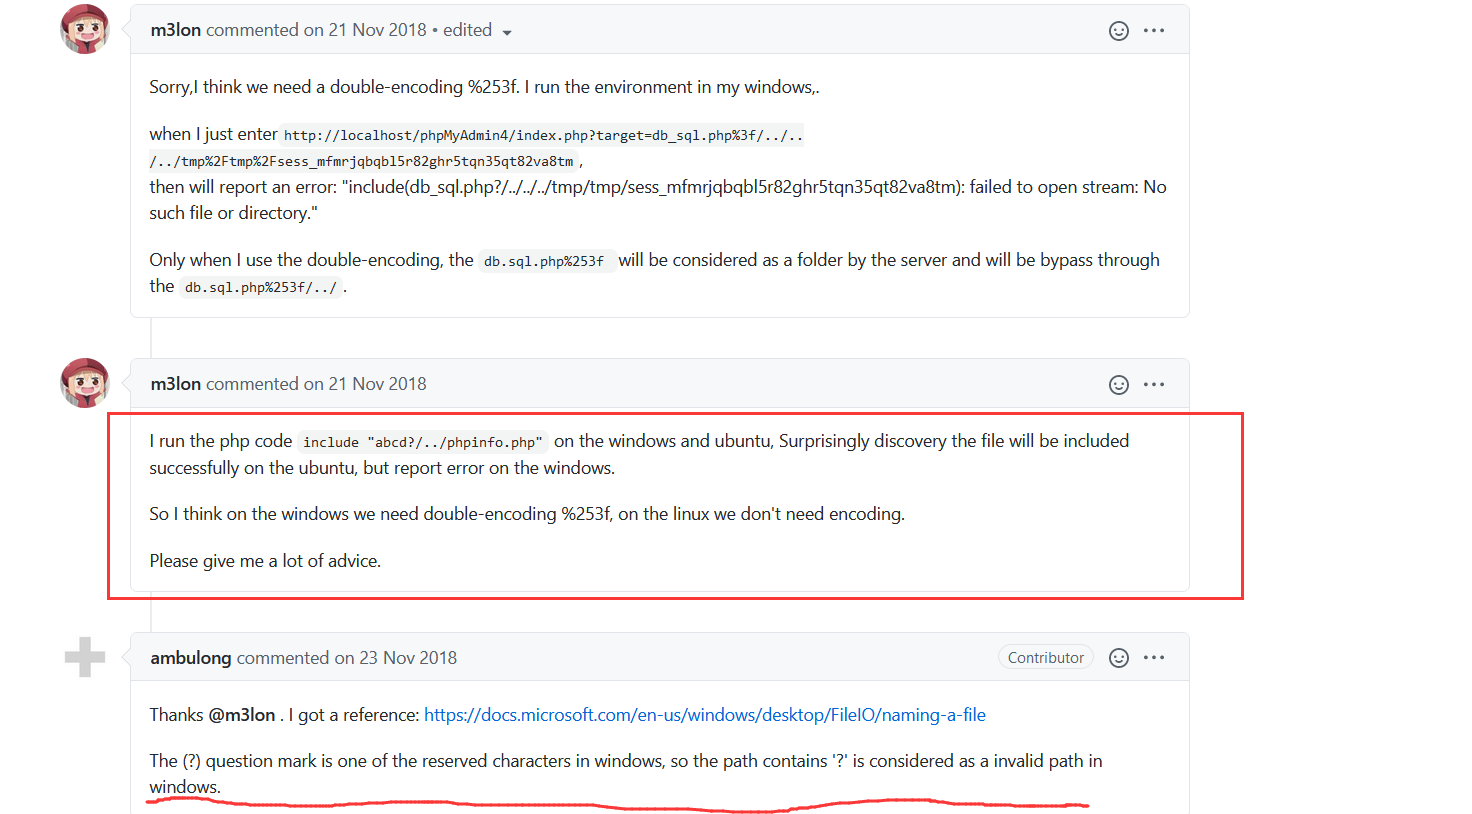 m3lon commented on 21 Nov 2018 • edited
Sorry,I think we need a double-encoding %253f. I run the environment in my windows,.
when I just enter http://localhost/phpMyAdmin4/index.php?target=db_sql.php%3f/../..
/../tmp%2Ftmp%2Fsess_mfmrjqbqbl5r82ghr5tqn35qt82va8tm ,
then will report an error: "include(db_sql.php?/../../../tmp/tmp/sess_mfmrjqbqbl5r82ghr5tqn35qt82va8tm): failed to open stream: No
such file or directory."
Only when I use the double-encoding, the db.sql.php%253f will be considered as a folder by the server and will be bypass through
the db.sql.php%253f/../ .
m3lon commented on 21 Nov 2018
I run the php code include "abcd?/../phpinfo.php" on the windows and ubuntu, Surprisingly discovery the file will be included
successfully on the ubuntu, but report error on the windows.
So I think on the windows we need double-encoding %253f, on the linux we don't need encoding.
Please give me a lot of advice.
ambulong commented on 23 Nov 2018 Contributor
Thanks @m3lon . I got a reference: https://docs.microsoft.com/en-us/windows/desktop/FileIO/naming-a-file
The (?) question mark is one of the reserved characters in windows, so the path contains '?' is considered as a invalid path in
windows.